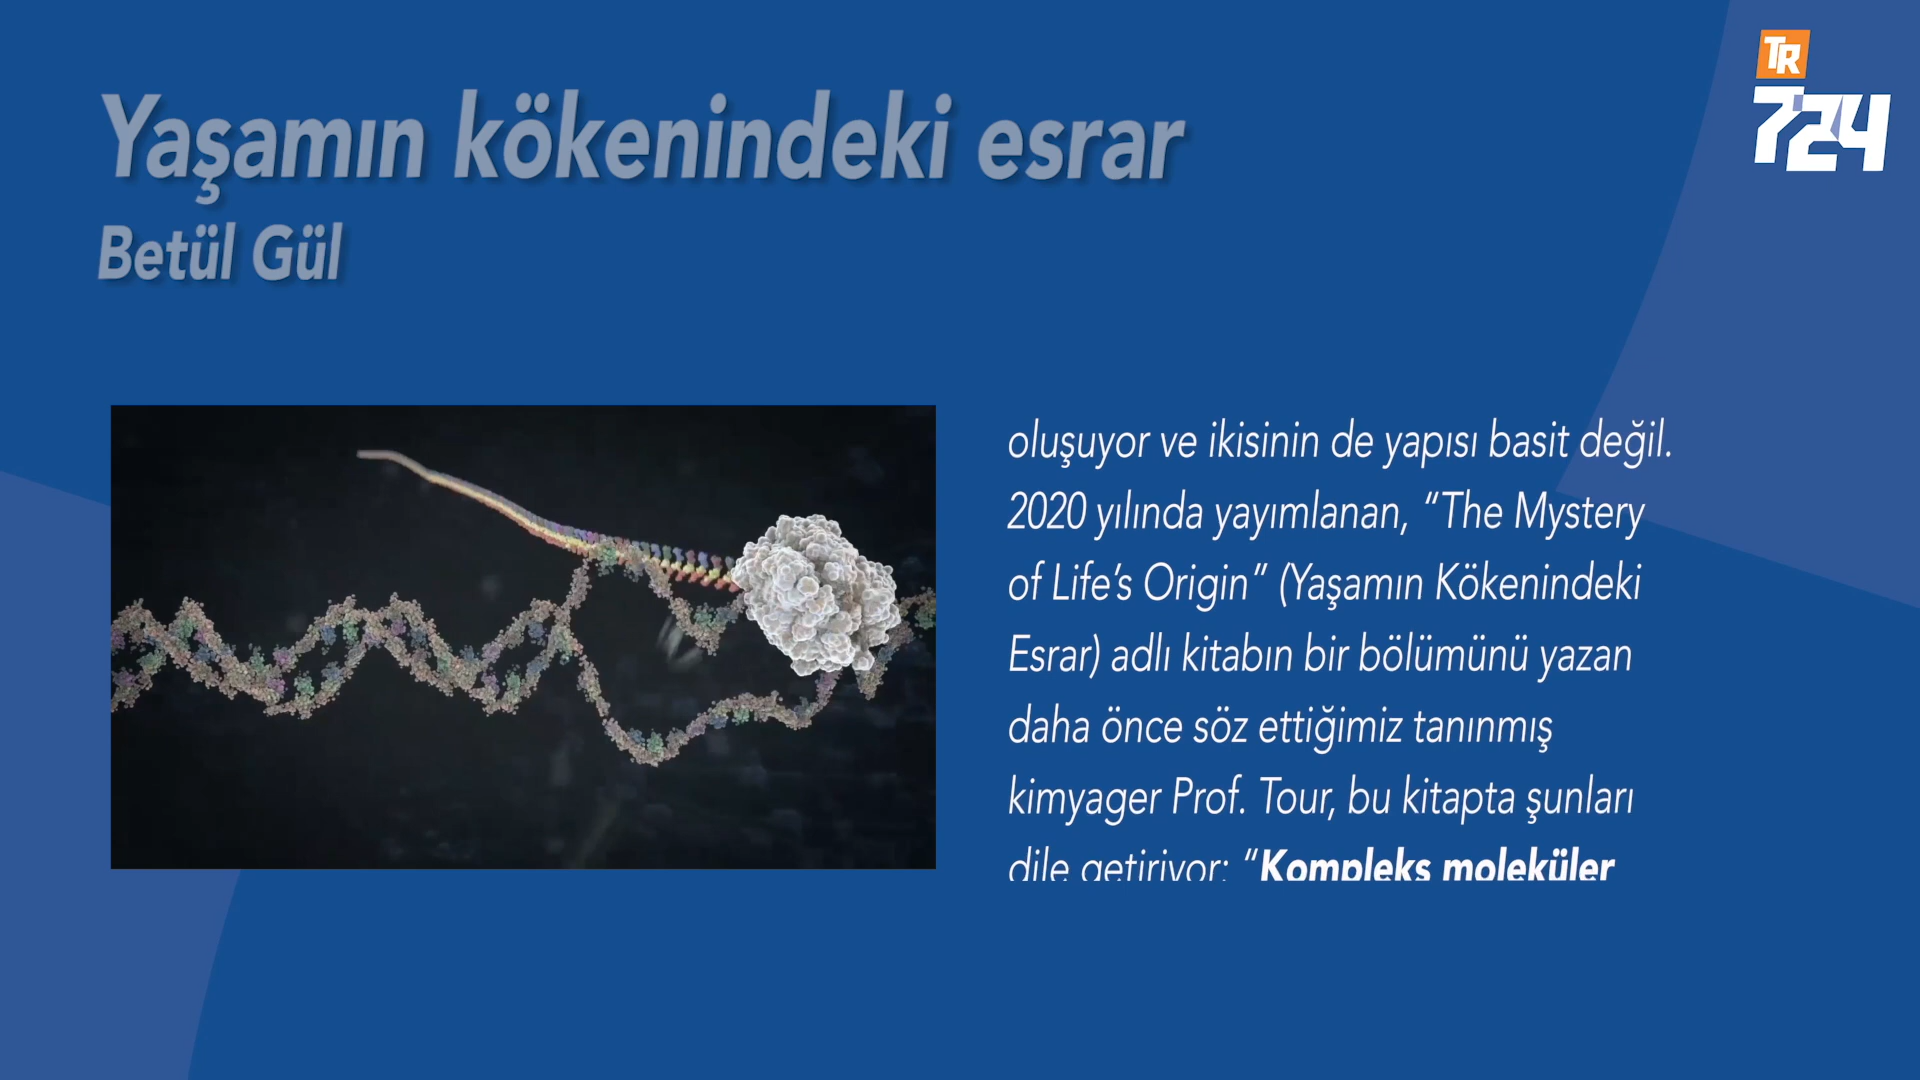 Yaşamın kökenindeki esrar
Betül Gül
TR
724
oluşuyor ve ikisinin de yapısı basit değil.
2020 yılında yayımlanan, “The Mystery
of Life’s Origin” (Yaşamın Kökenindeki
Esrar) adlı kitabın bir bölümünü yazan
daha önce söz ettiğimiz tanınmış
kimyager Prof. Tour, bu kitapta şunları
dile getiriyor: “Kompleks moleküler